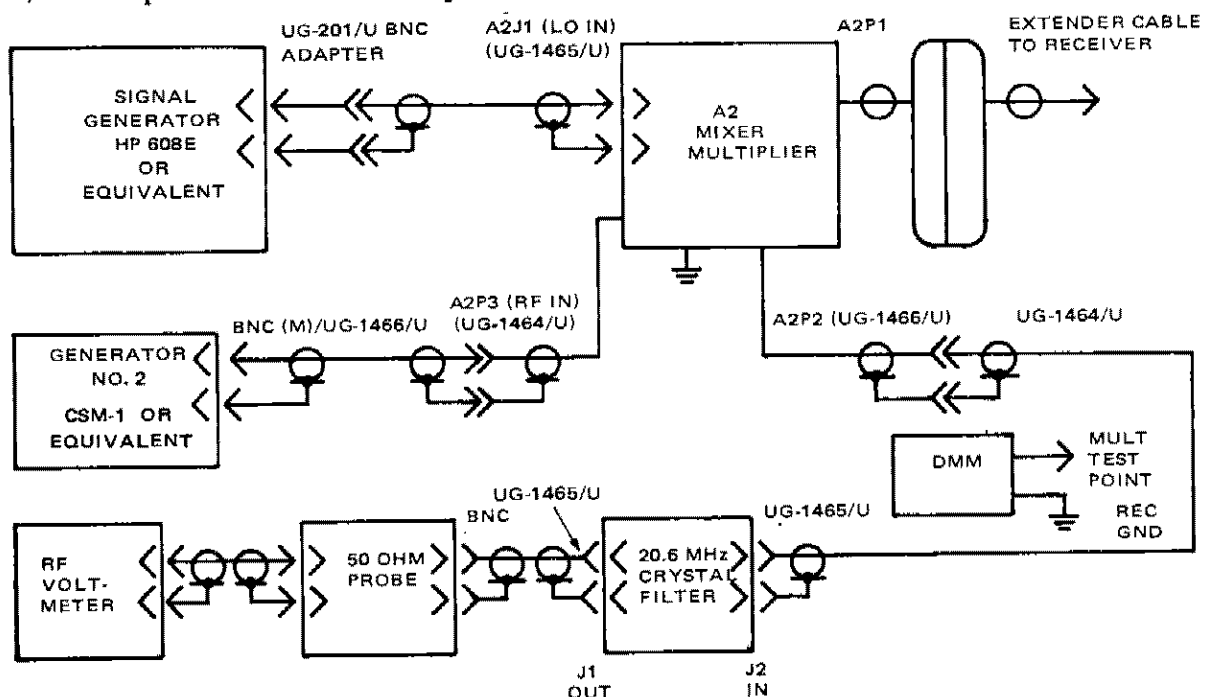 UG-201/U BNC
ADAPTER
A2J1 (LO IN)
(UG-1465/U)
A2P1
EXTENDER CABLE
TO RECEIVER
SIGNAL
GENERATOR
HP 608E
OR
EQUIVALENT
A2
MIXER
MULTIPLIER
BNC (M)/UG-1466/U
A2P3 (RF IN)
(UG-1464/U)
A2P2 (UG-1466/U)
UG-1464/U
GENERATOR
NO. 2
CSM-1 OR
EQUIVALENT
DMM
MULT
TEST
POINT
REC
GND
UG-1465/U
BNC
UG-1465/U
RF
VOLT-
METER
50 OHM
PROBE
20.6 MHz
CRYSTAL
FILTER
J1
OUT
J2
IN